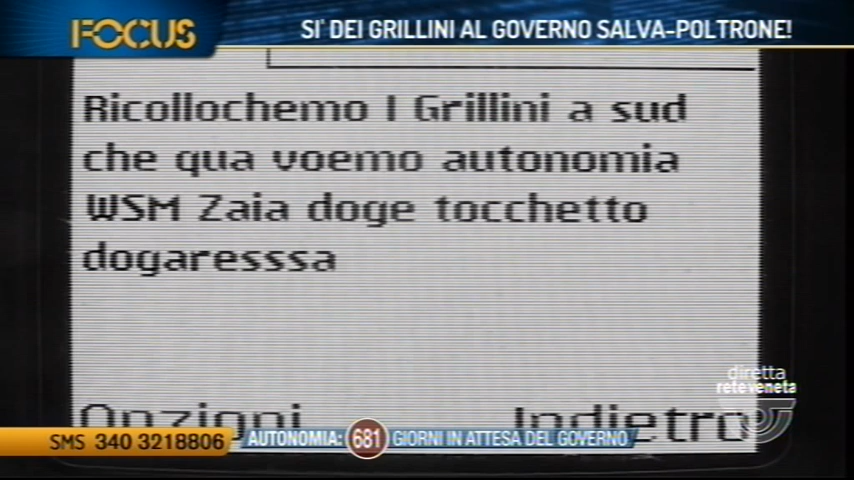 FOCUS
SI' DEI GRILLINI AL GOVERNO SALVA-POLTRONE!
Ricollochemo I Grillini a sud
che qua voemo autonomia
WSM Zaia doge tocchetto
dogaresssa
diretta
reteveneta
Opzioni
Indietro
SMS 340 3218806
AUTONOMIA: 681 GIORNI IN ATTESA DEL GOVERNO